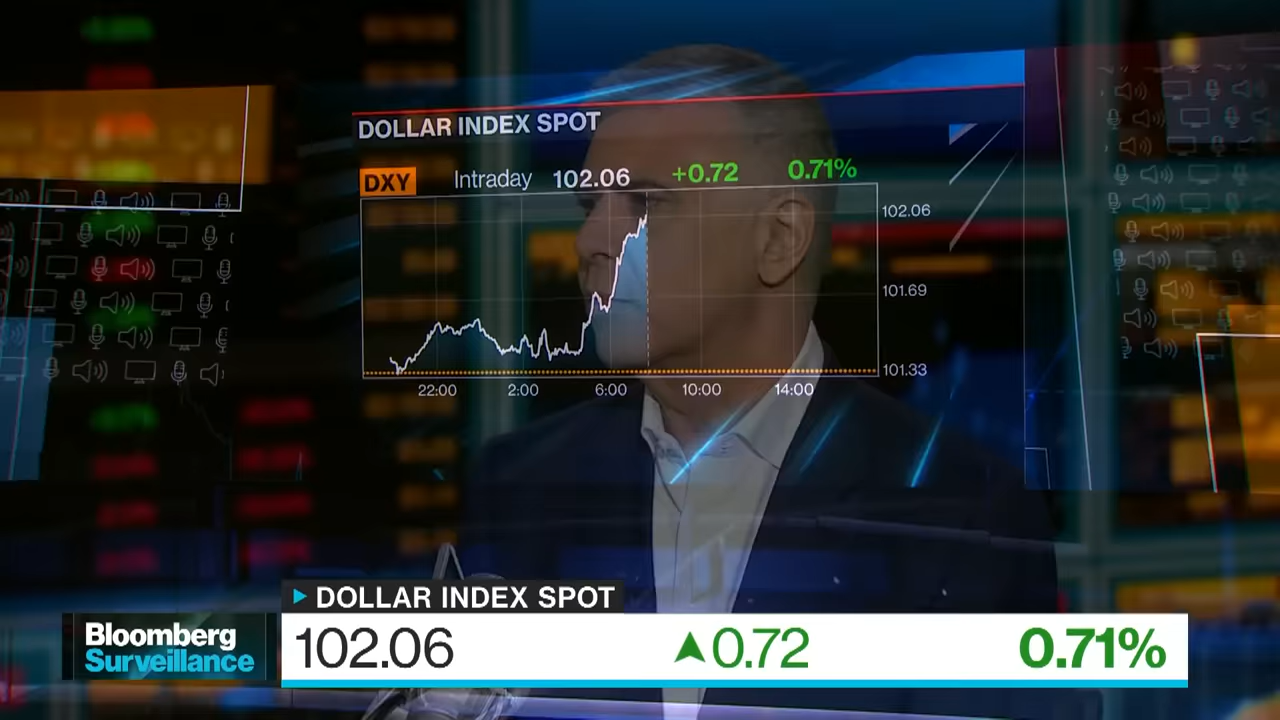 DOLLAR INDEX SPOT
DXY Intraday 102.06 +0.72 0.71%
102.06
101.69
101.33
22:00 2:00 6:00 10:00 14:00
DOLLAR INDEX SPOT
Bloomberg
Surveillance
102.06 ▲0.72 0.71%